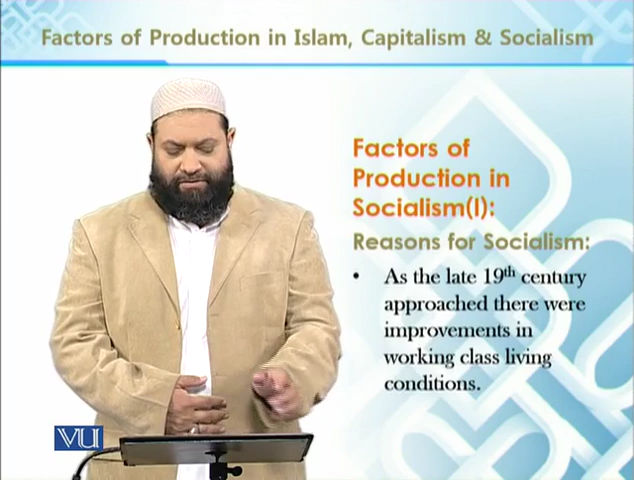 Factors of Production in Islam, Capitalism & Socialism
Factors of
Production in
Socialism(I):
Reasons for Socialism:
• As the late 19th century
approached there were
improvements in
working class living
conditions.
VU